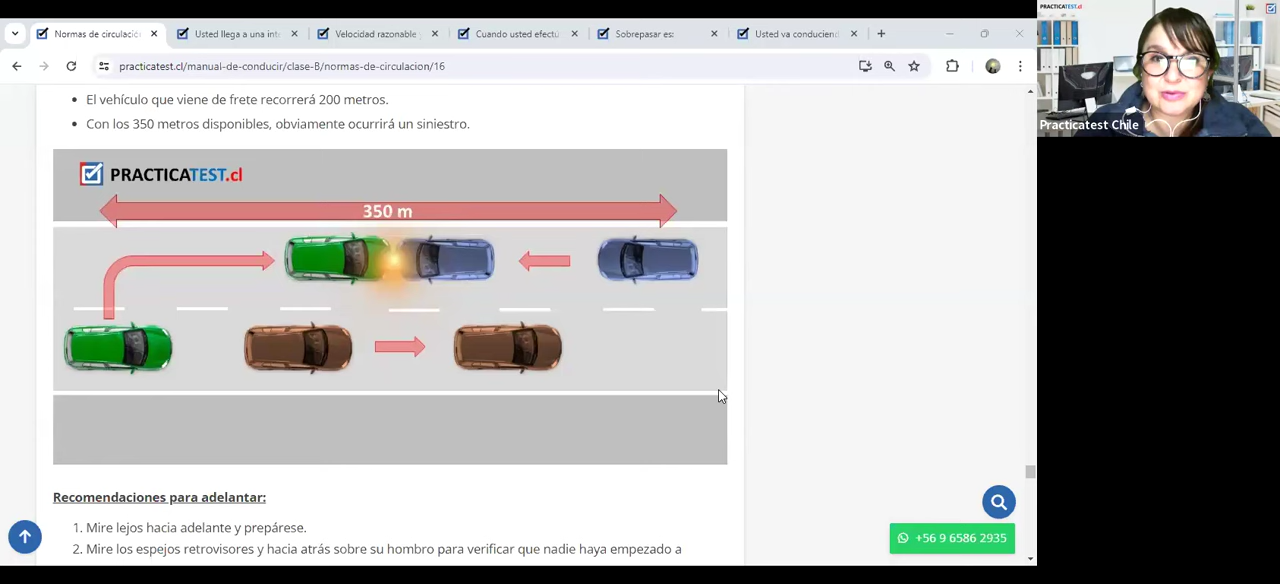 PRACTICATEST.cl
Normas de circulació
Usted llega a una inte
Velocidad razonable y
Cuando usted efectú
Sobrepasar es:
Usted va conduciend
practicatest.cl/manual-de-conducir/clase-B/normas-de-circulacion/16
Practicatest Chile
El vehículo que viene de frete recorrerá 200 metros.
Con los 350 metros disponibles, obviamente ocurrirá un siniestro.
PRACTICATEST.cl
350 m
Recomendaciones para adelantar:
1. Mire lejos hacia adelante y prepárese.
2. Mire los espejos retrovisores y hacia atrás sobre su hombro para verificar que nadie haya empezado a
+56 9 6586 2935